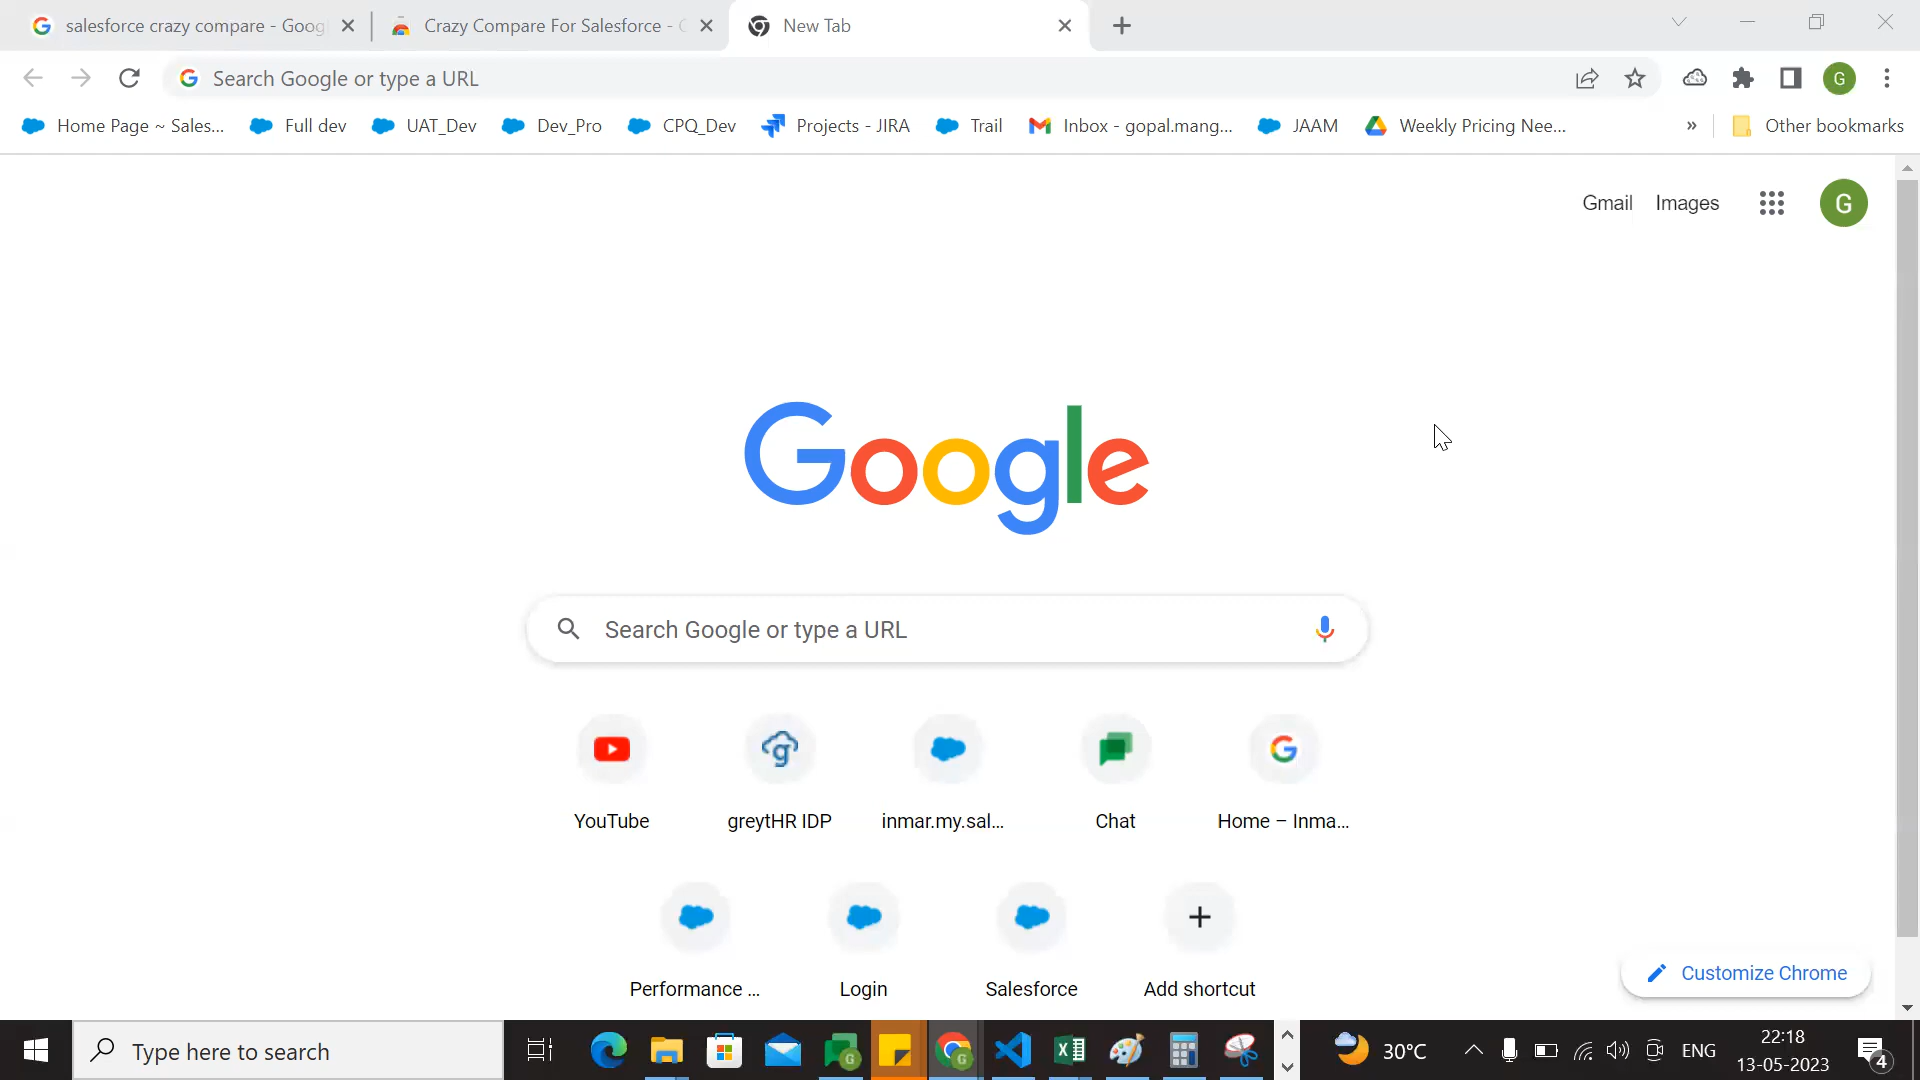 salesforce crazy compare - Goog
Crazy Compare For Salesforce - C
New Tab
Search Google or type a URL
G
Home Page ~ Sales...
Full dev
UAT_Dev
Dev_Pro
CPQ_Dev
Projects - JIRA
Trail
Inbox - gopal.mang...
JAAM
Weekly Pricing Nee...
»
Other bookmarks
Gmail
Images
G
Google
Search Google or type a URL
YouTube
greytHR IDP
inmar.my.sal...
Chat
Home – Inma...
Performance ...
Login
Salesforce
Add shortcut
Customize Chrome
Type here to search
30°C
ENG
22:18
13-05-2023
4